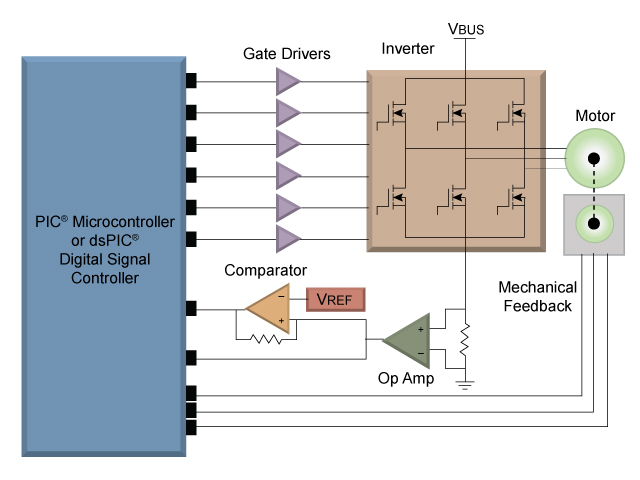 VBUS
Gate Drivers
Inverter
Motor
PIC® Microcontroller
or dsPIC®
Digital Signal
Controller
Comparator
VREF
Mechanical
Feedback
Op Amp
−
+
+
−